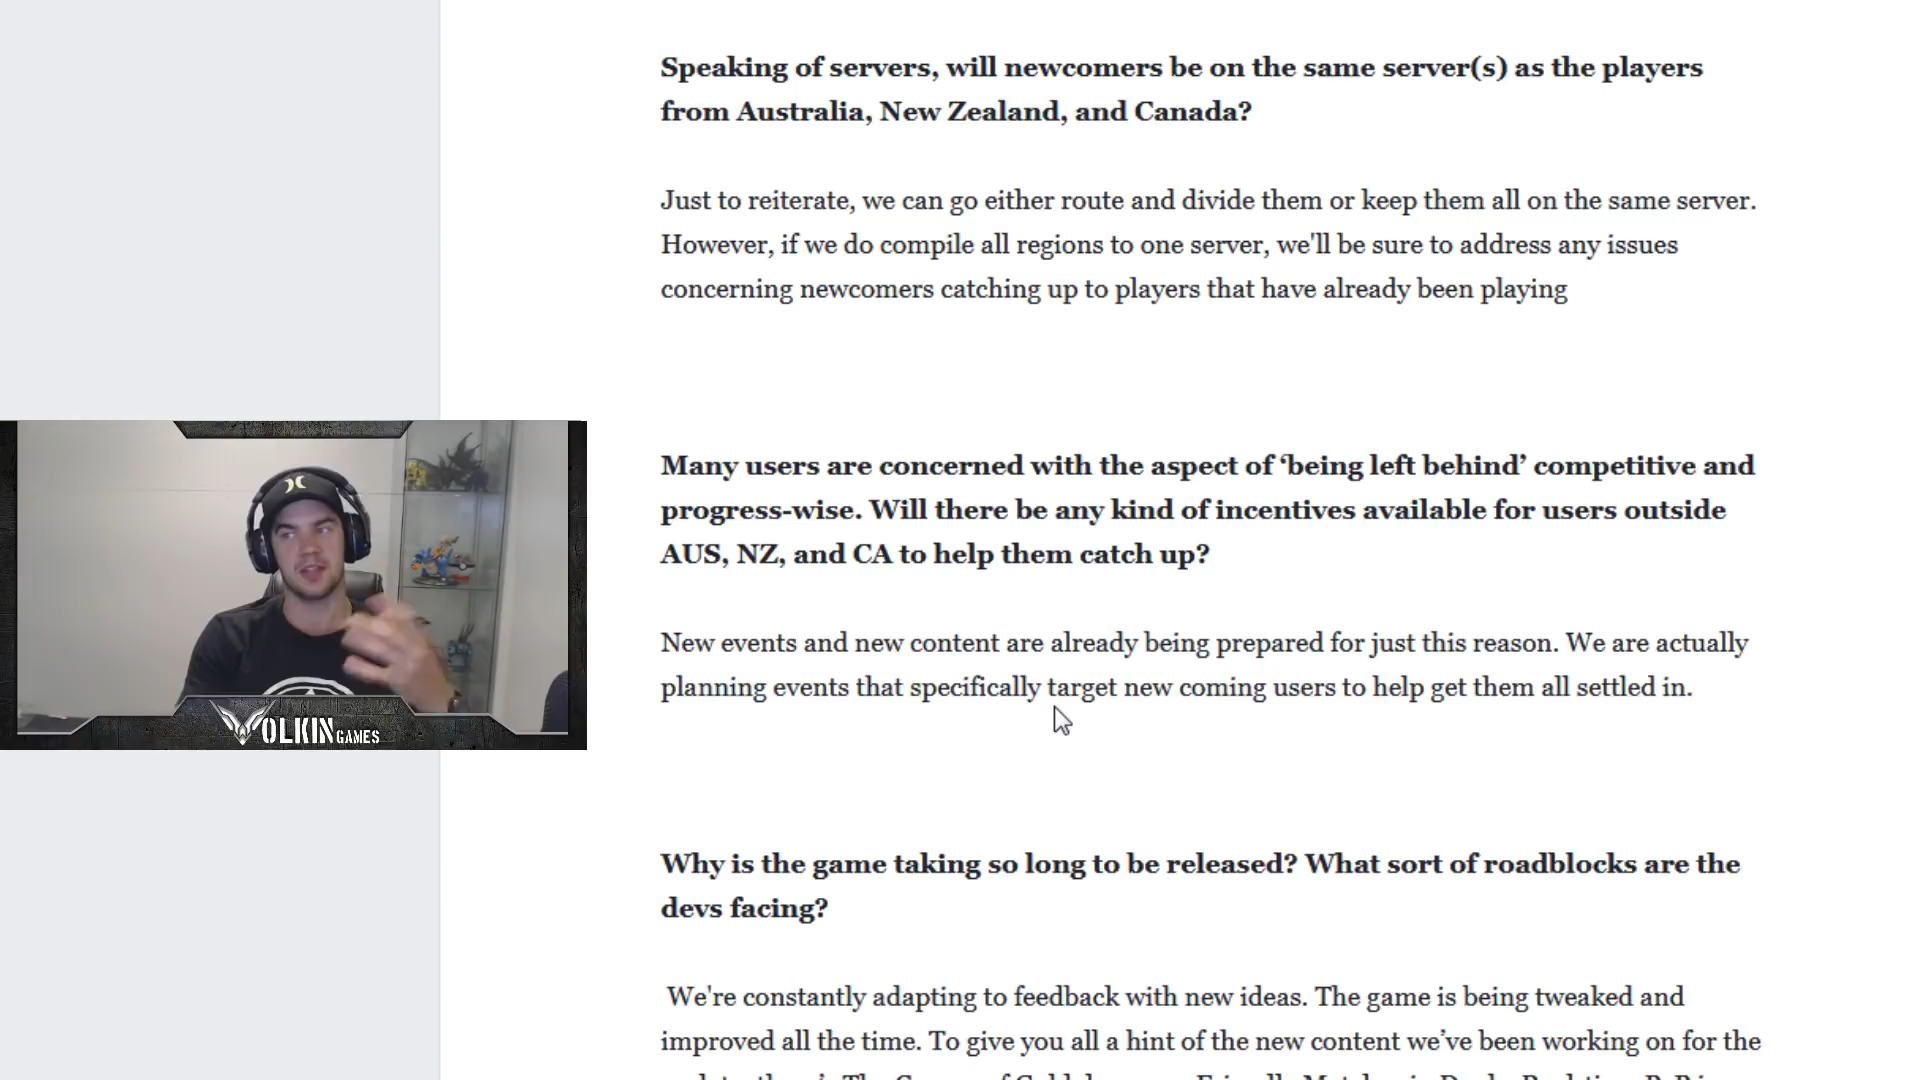 Speaking of servers, will newcomers be on the same server(s) as the players
from Australia, New Zealand, and Canada?
Just to reiterate, we can go either route and divide them or keep them all on the same server.
However, if we do compile all regions to one server, we'll be sure to address any issues
concerning newcomers catching up to players that have already been playing
Many users are concerned with the aspect of ‘being left behind’ competitive and
progress-wise. Will there be any kind of incentives available for users outside
AUS, NZ, and CA to help them catch up?
New events and new content are already being prepared for just this reason. We are actually
planning events that specifically target new coming users to help get them all settled in.
VOLKIN GAMES
Why is the game taking so long to be released? What sort of roadblocks are the
devs facing?
We're constantly adapting to feedback with new ideas. The game is being tweaked and
improved all the time. To give you all a hint of the new content we’ve been working on for the